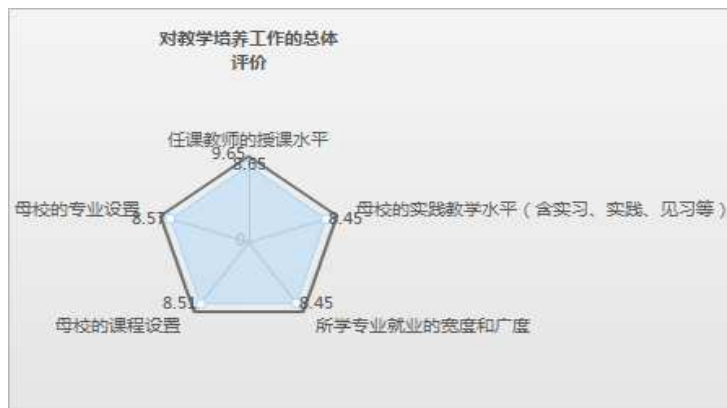 对教学培养工作的总体
评价
任课教师的授课水平
9.65
8.65
母校的专业设置
8.57
8.45
母校的实践教学水平（含实习、实践、见习等）
0
8.51
8.45
母校的课程设置
所学专业就业的宽度和广度